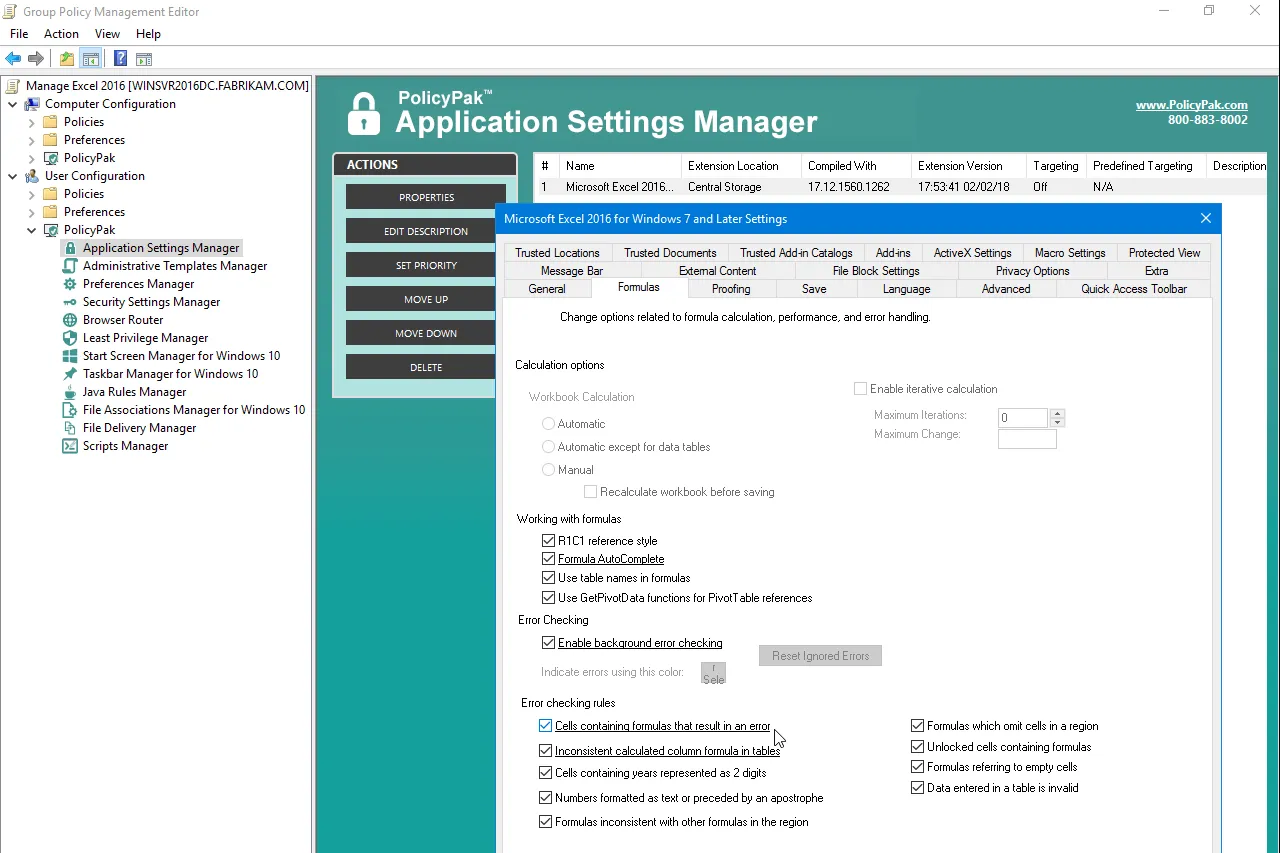 Group Policy Management Editor
File Action View Help
Manage Excel 2016 [WINSVR2016DC.FABRIKAM.COM]
Computer Configuration
Policies
Preferences
PolicyPak
User Configuration
Policies
Preferences
PolicyPak
Application Settings Manager
Administrative Templates Manager
Preferences Manager
Security Settings Manager
Browser Router
Least Privilege Manager
Start Screen Manager for Windows 10
Taskbar Manager for Windows 10
Java Rules Manager
File Associations Manager for Windows 10
File Delivery Manager
Scripts Manager
PolicyPak™
Application Settings Manager
www.PolicyPak.com
800-883-8002
ACTIONS
PROPERTIES
EDIT DESCRIPTION
SET PRIORITY
MOVE UP
MOVE DOWN
DELETE
# Name Extension Location Compiled With Extension Version Targeting Predefined Targeting Description
1 Microsoft Excel 2016... Central Storage 17.12.1560.1262 17:53:41 02/02/18 Off N/A
Microsoft Excel 2016 for Windows 7 and Later Settings
Trusted Locations Trusted Documents Trusted Add-in Catalogs Add-ins ActiveX Settings Macro Settings Protected View
Message Bar External Content File Block Settings Privacy Options Extra
General Formulas Proofing Save Language Advanced Quick Access Toolbar
Change options related to formula calculation, performance, and error handling.
Calculation options
Workbook Calculation
Automatic
Automatic except for data tables
Manual
Recalculate workbook before saving
Enable iterative calculation
Maximum Iterations: 0
Maximum Change:
Working with formulas
R1C1 reference style
Formula AutoComplete
Use table names in formulas
Use GetPivotData functions for PivotTable references
Error Checking
Enable background error checking
Indicate errors using this color: Sele
Reset Ignored Errors
Error checking rules
Cells containing formulas that result in an error
Inconsistent calculated column formula in tables
Cells containing years represented as 2 digits
Numbers formatted as text or preceded by an apostrophe
Formulas inconsistent with other formulas in the region
Formulas which omit cells in a region
Unlocked cells containing formulas
Formulas referring to empty cells
Data entered in a table is invalid